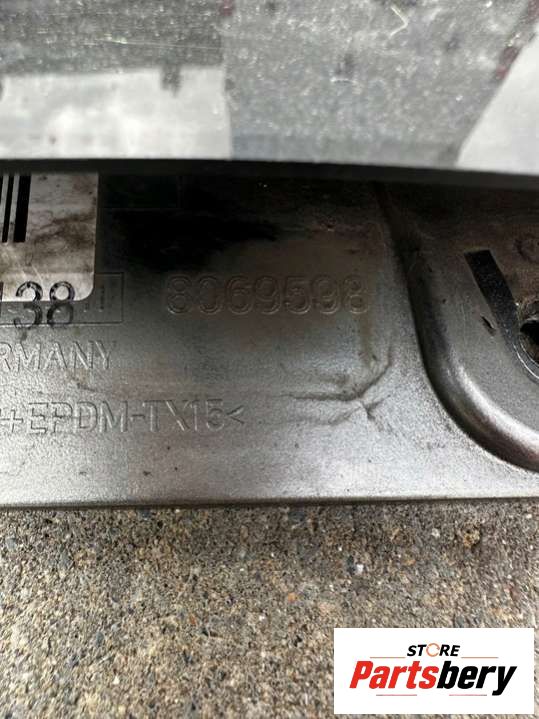 138
8069598
RMANY
+EPDM-TX15<
STORE
Partsbery